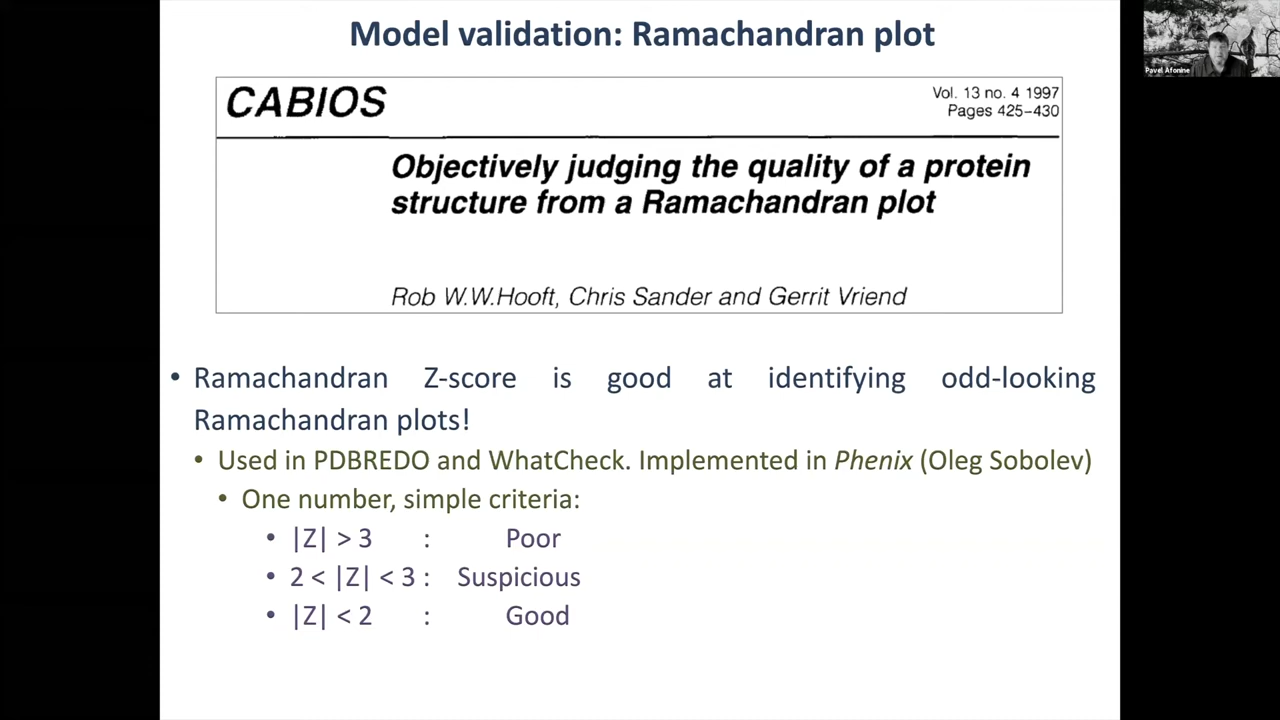 Model validation: Ramachandran plot
Pavel Afonine
CABIOS
Vol. 13 no. 4 1997
Pages 425–430
Objectively judging the quality of a protein
structure from a Ramachandran plot
Rob W.W.Hooft, Chris Sander and Gerrit Vriend
• Ramachandran Z-score is good at identifying odd-looking
Ramachandran plots!
• Used in PDBREDO and WhatCheck. Implemented in Phenix (Oleg Sobolev)
• One number, simple criteria:
• |Z| > 3 : Poor
• 2 < |Z| < 3 : Suspicious
• |Z| < 2 : Good